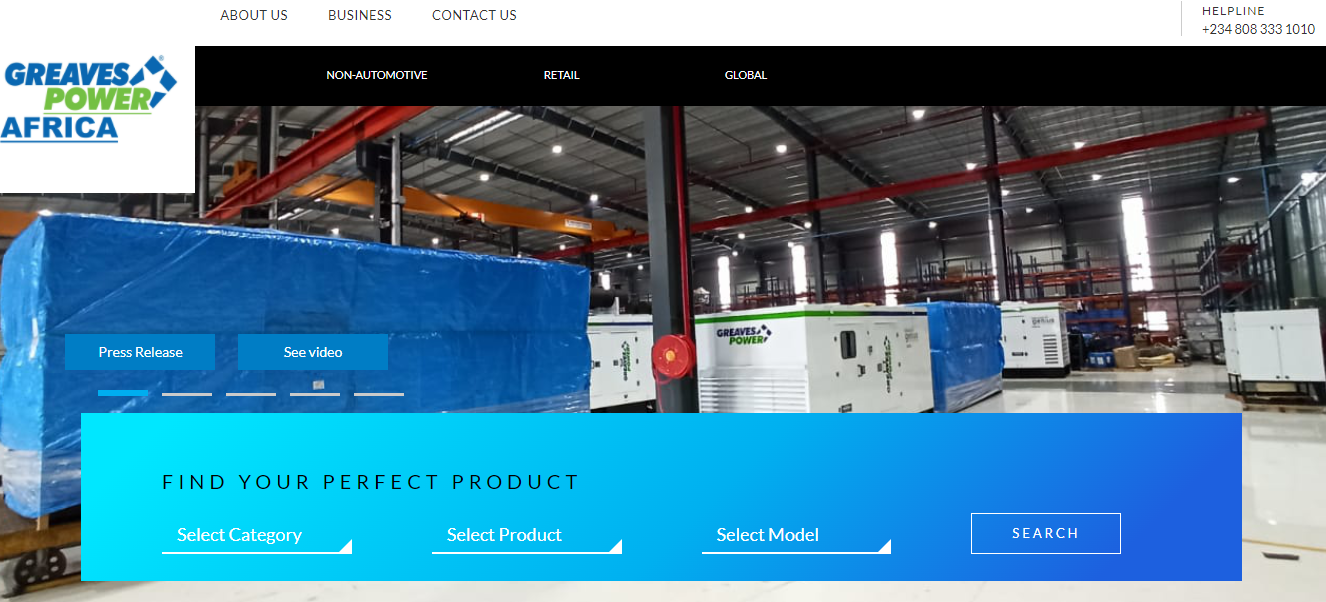 ABOUT US
BUSINESS
CONTACT US
HELPLINE
+234 808 333 1010
GREAVES
POWER
AFRICA
NON-AUTOMOTIVE
RETAIL
GLOBAL
GREAVES
POWER
Press Release
See video
FIND YOUR PERFECT PRODUCT
Select Category
Select Product
Select Model
SEARCH